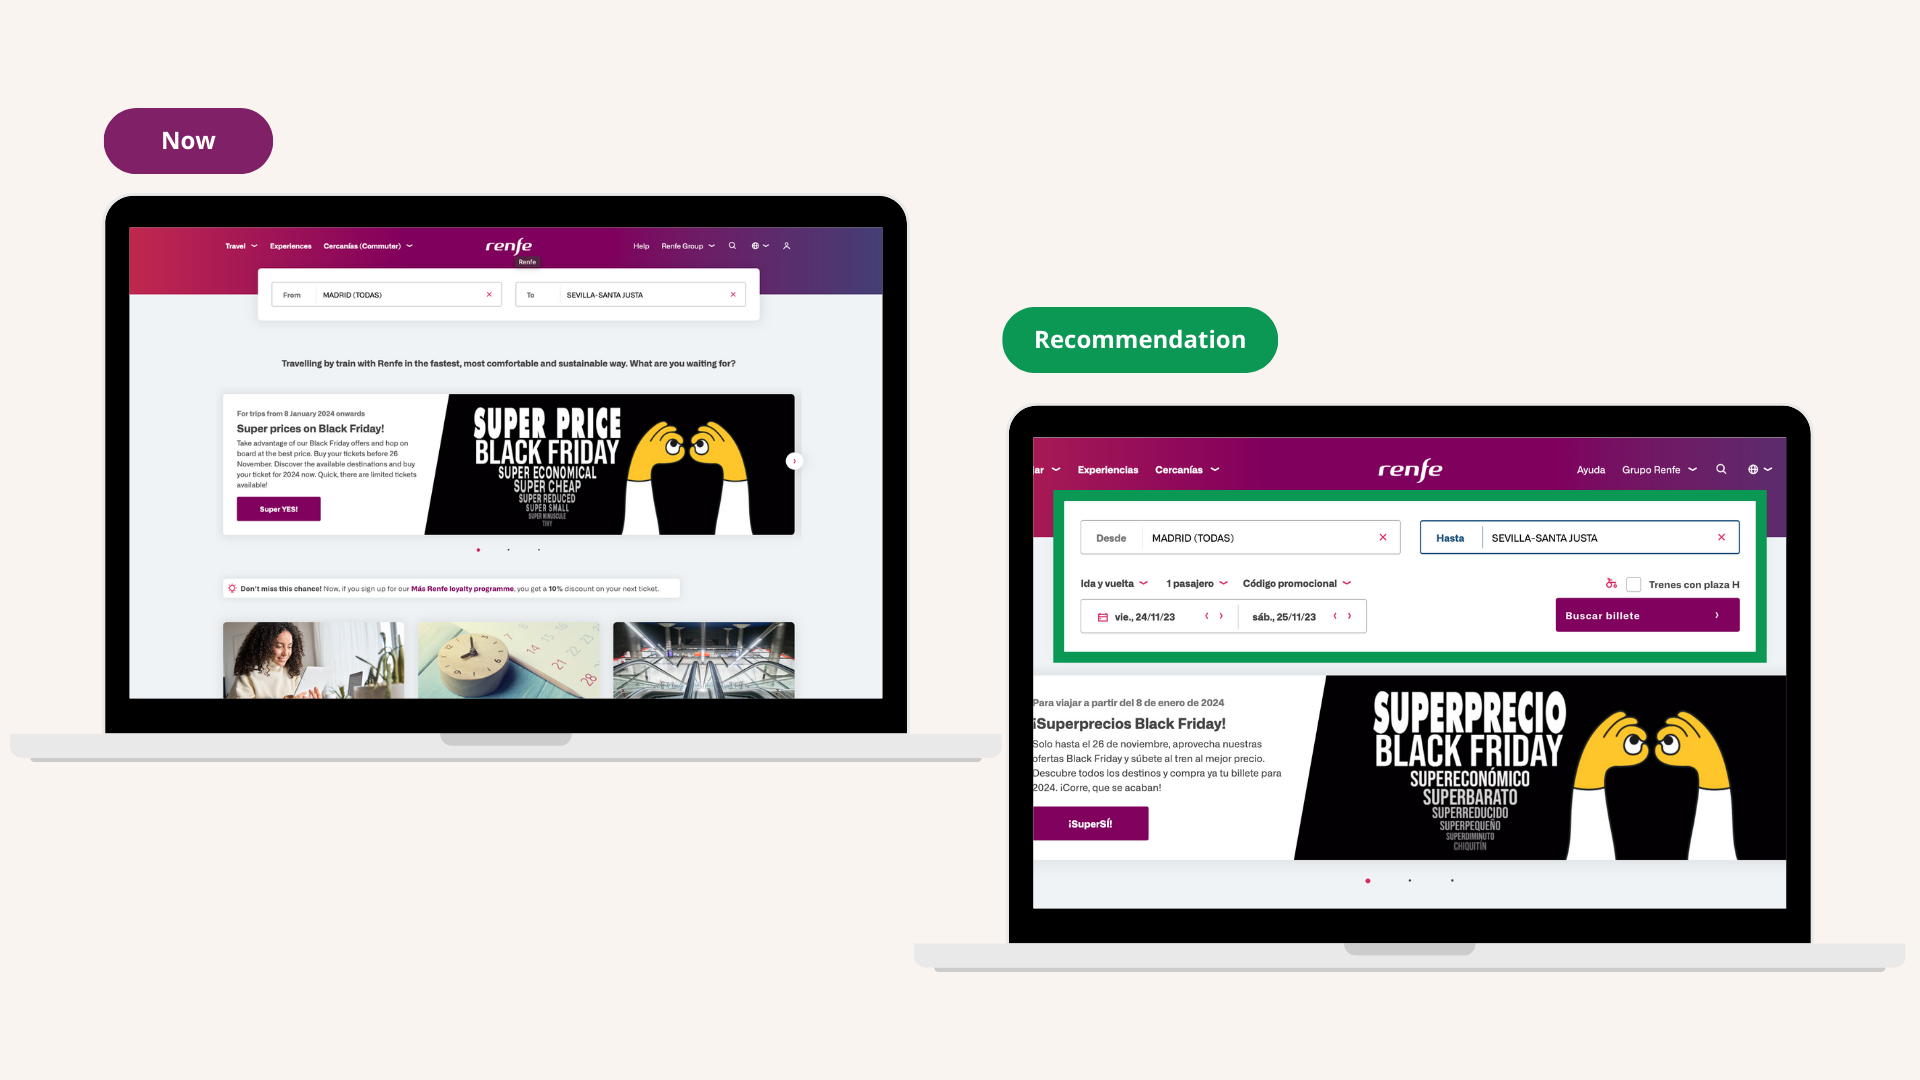 Now
Travel
Experiences
Cercanías (Commuter)
renfe
Help
Renfe Group
Renfe
From
MADRID (TODAS)
To
SEVILLA-SANTA JUSTA
Travelling by train with Renfe in the fastest, most comfortable and sustainable way. What are you waiting for?
For trips from 8 January 2024 onwards
Super prices on Black Friday!
Take advantage of our Black Friday offers and hop on
board at the best price. Buy your tickets before 26
November. Discover the available destinations and buy
your ticket for 2024 now. Quick, there are limited tickets
available!
Super YES!
SUPER PRICE
BLACK FRIDAY
SUPER ECONOMICAL
SUPER CHEAP
SUPER REDUCED
SUPER SMALL
SUPER MINUSCULE
TINY
Don't miss this chance! Now, if you sign up for our Más Renfe loyalty programme, you get a 10% discount on your next ticket.
7 8
14 15 16
21 22
28
Recommendation
ar
Experiencias
Cercanías
renfe
Ayuda
Grupo Renfe
Desde
MADRID (TODAS)
Hasta
SEVILLA-SANTA JUSTA
Ida y vuelta
1 pasajero
Código promocional
Trenes con plaza H
vie., 24/11/23
sáb., 25/11/23
Buscar billete
Para viajar a partir del 8 de enero de 2024
¡Superprecios Black Friday!
Solo hasta el 26 de noviembre, aprovecha nuestras
ofertas Black Friday y súbete al tren al mejor precio.
Descubre todos los destinos y compra ya tu billete para
2024. ¡Corre, que se acaban!
¡SuperSÍ!
SUPERPRECIO
BLACK FRIDAY
SUPERECONÓMICO
SUPERBARATO
SUPERREDUCIDO
SUPERPEQUEÑO
SUPERDIMINUTO
CHIQUITÍN